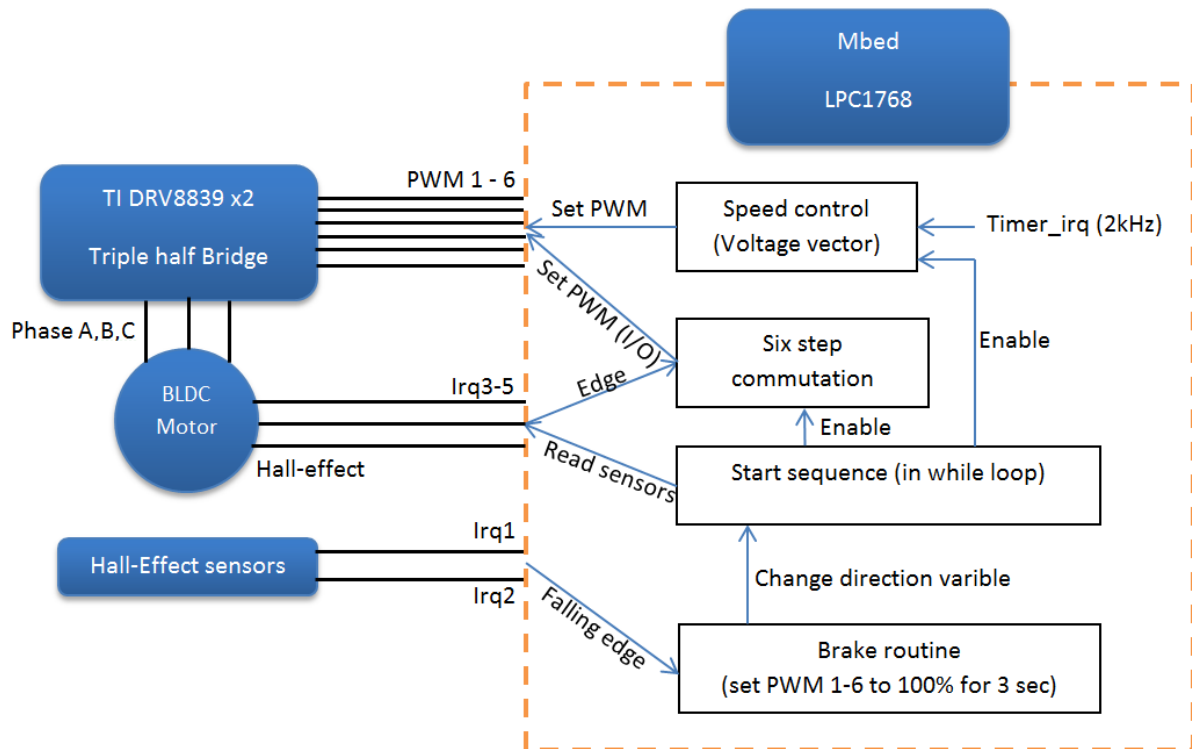 Mbed
LPC1768
TI DRV8839 x2
Triple half Bridge
PWM 1 - 6
Set PWM
Speed control
(Voltage vector)
Timer_irq (2kHz)
Set PWM (I/O)
Phase A,B,C
Enable
Six step
commutation
Edge
BLDC
Motor
Irq3-5
Enable
Hall-effect
Read sensors
Start sequence (in while loop)
Irq1
Hall-Effect sensors
Irq2
Change direction varible
Falling edge
Brake routine
(set PWM 1-6 to 100% for 3 sec)